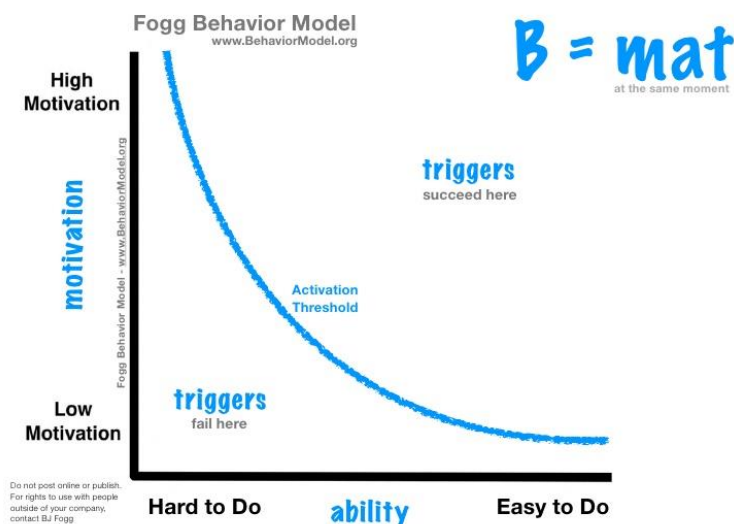 Fogg Behavior Model
www.BehaviorModel.org
B = mat
at the same moment
High
Motivation
triggers
succeed here
motivation
Fogg Behavior Model - www.BehaviorModel.org
Activation
Threshold
triggers
fail here
Low
Motivation
Do not post online or publish.
For rights to use with people
outside of your company,
contact BJ Fogg
Hard to Do
ability
Easy to Do